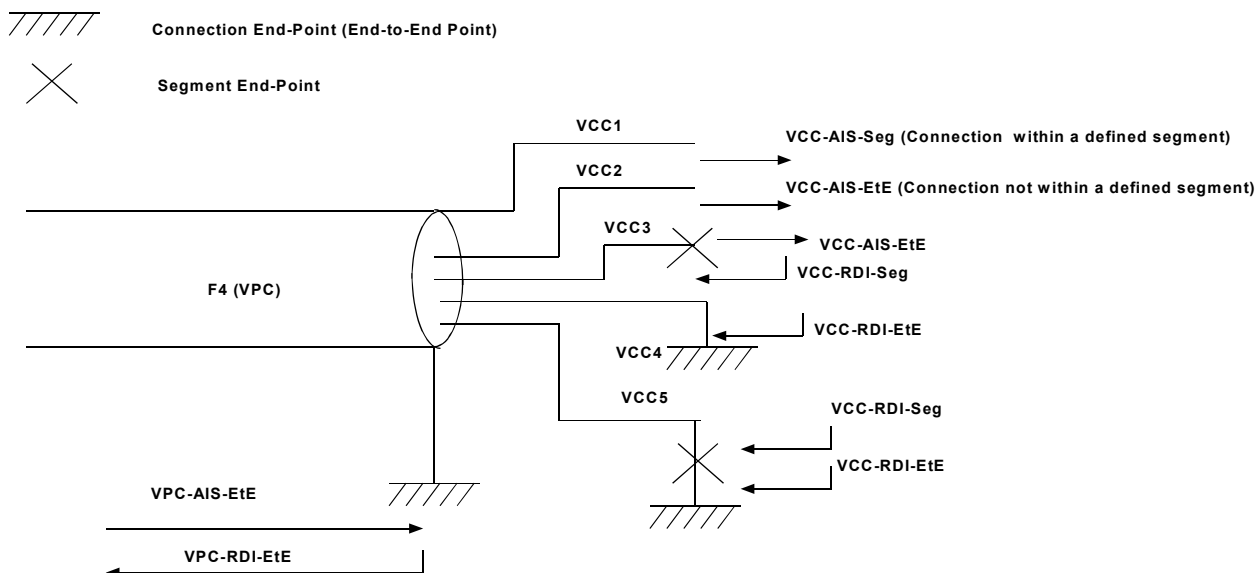 Connection End-Point (End-to-End Point)
Segment End-Point
VCC1
VCC-AIS-Seg (Connection within a defined segment)
VCC2
VCC-AIS-EtE (Connection not within a defined segment)
VCC3
VCC-AIS-EtE
VCC-RDI-Seg
F4 (VPC)
VCC-RDI-EtE
VCC4
VCC5
VCC-RDI-Seg
VCC-RDI-EtE
VPC-AIS-EtE
VPC-RDI-EtE